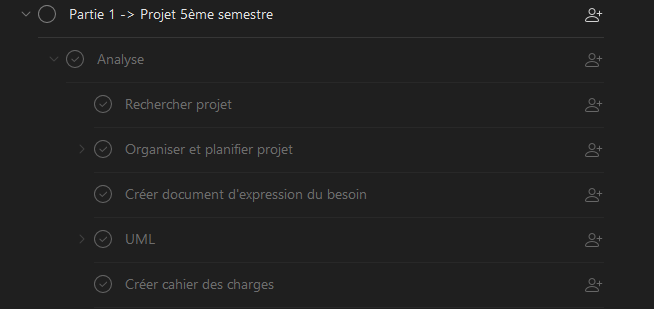 Partie 1 -> Projet 5ème semestre
Analyse
Rechercher projet
Organiser et planifier projet
Créer document d'expression du besoin
UML
Créer cahier des charges